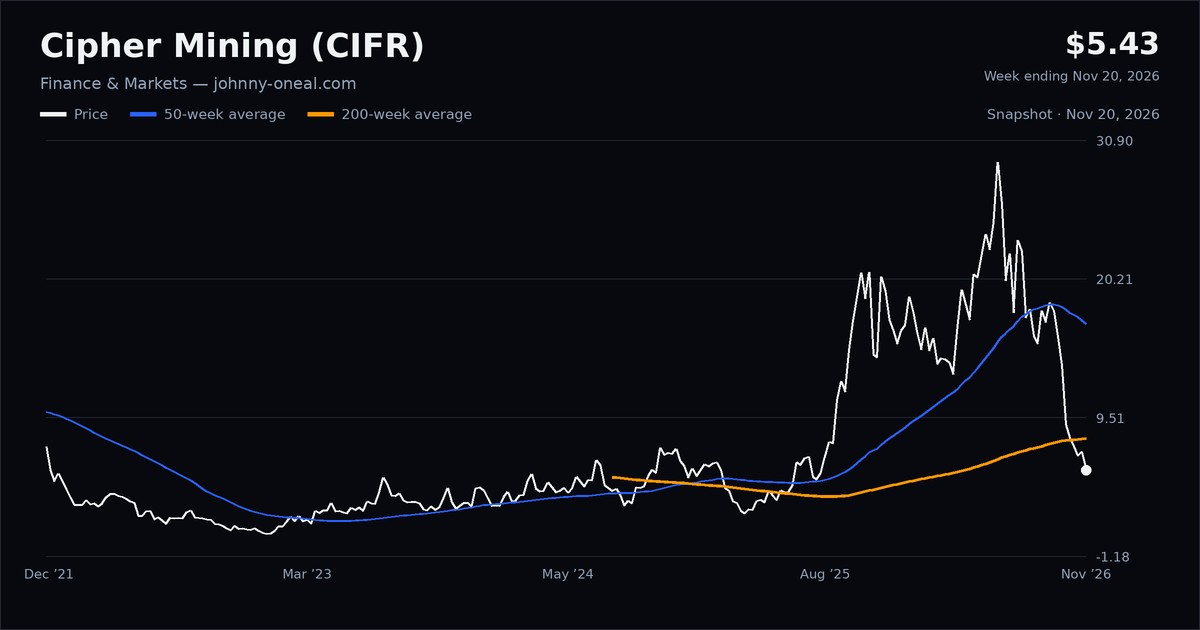 Cipher Mining (CIFR)
$5.43
Finance & Markets — johnny-oneal.com
Week ending Nov 20, 2026
Price
50-week average
200-week average
Snapshot · Nov 20, 2026
30.90
20.21
9.51
-1.18
Dec ’21
Mar ’23
May ’24
Aug ’25
Nov ’26